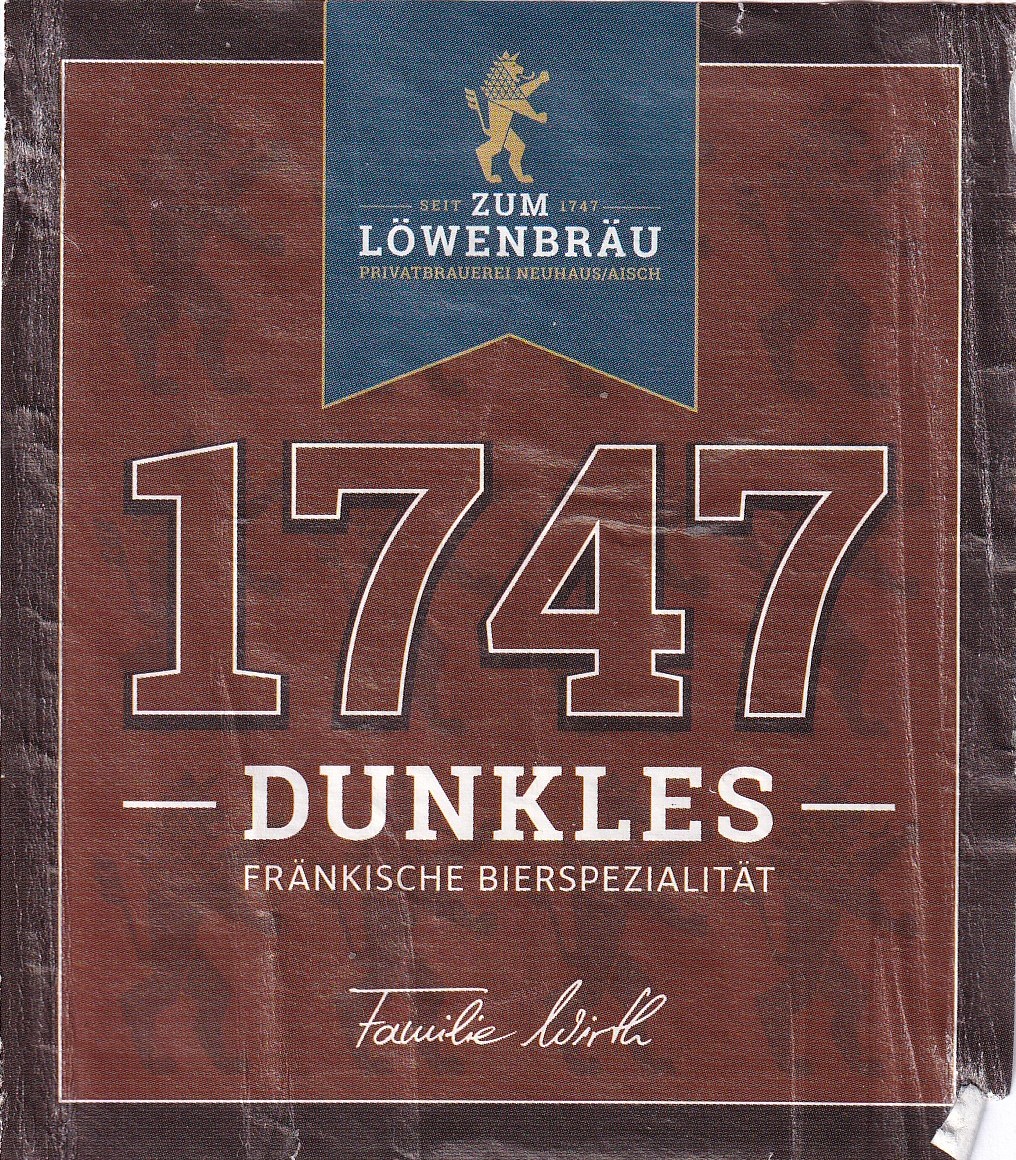 SEIT ZUM 1747
LÖWENBRÄU
PRIVATBRAUEREI NEUHAUS/AISCH
1747
DUNKLES
FRÄNKISCHE BIERSPEZIALITÄT
Familie Wirth